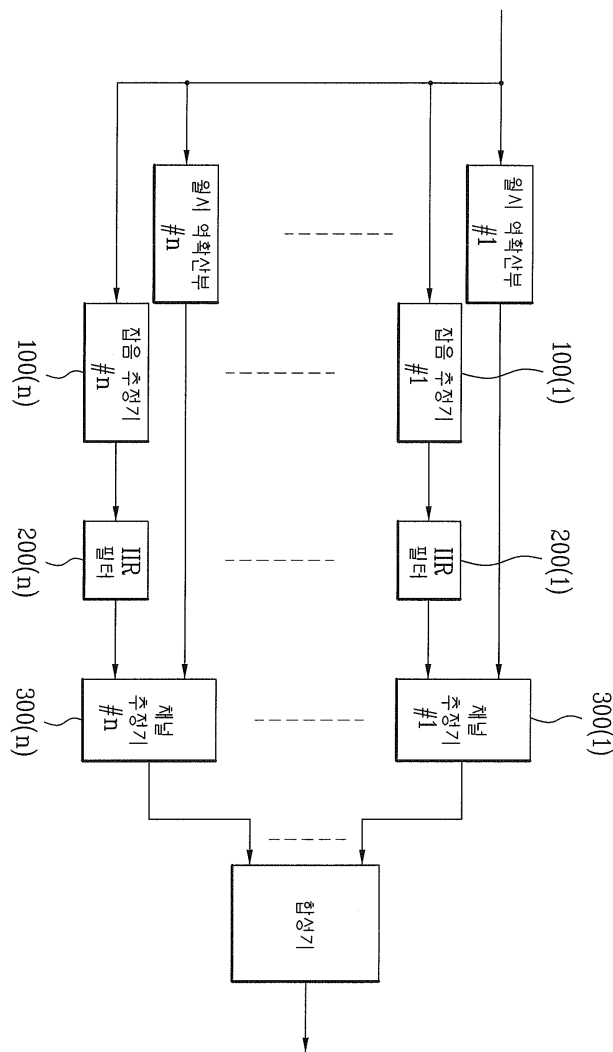 월시 역확산부
#1
100(1)
잡음 추정기
#1
200(1)
IIR
필터
300(1)
채널
추정기
#1
월시 역확산부
#n
잡음 추정기
#n
100(n)
IIR
필터
200(n)
채널
추정기
#n
300(n)
합성기